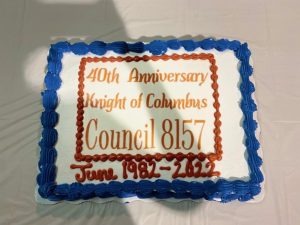 40th Anniversary
Knight of Columbus
Council 8157
June 1982-2022